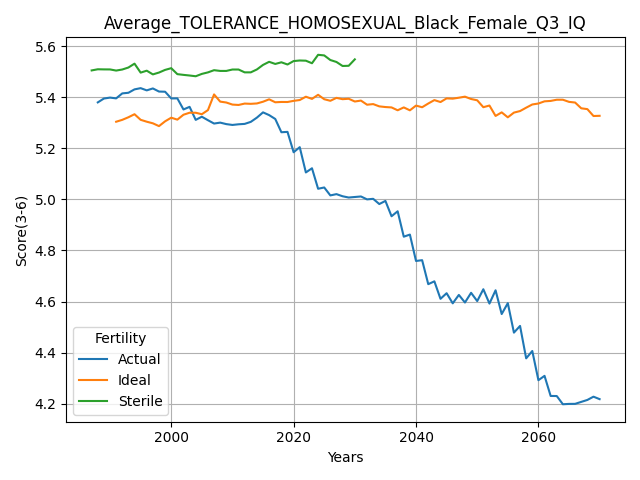 Average_TOLERANCE_HOMOSEXUAL_Black_Female_Q3_IQ
Score(3-6)
5.6
5.4
5.2
5.0
4.8
4.6
4.4
4.2
Fertility
Actual
Ideal
Sterile
2000 2020 2040 2060
Years